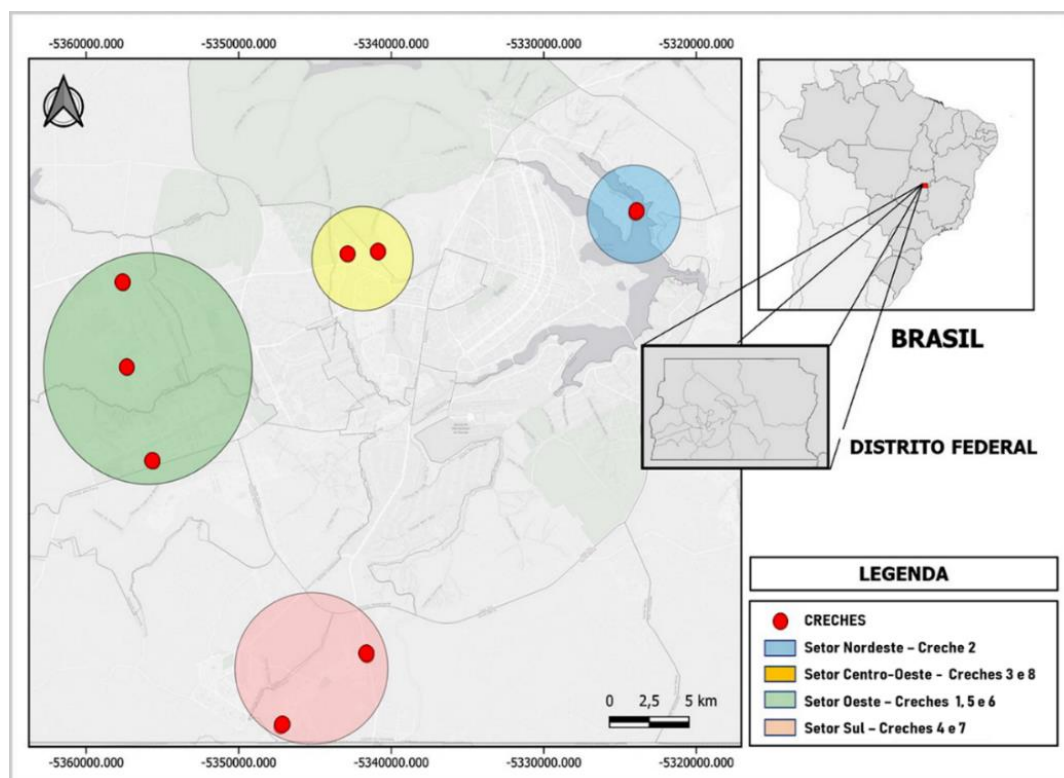 -5360000.000 -5350000.000 -5340000.000 -5330000.000 -5320000.000
BRASIL
DISTRITO FEDERAL
LEGENDA
CRECHES
Setor Nordeste – Creche 2
Setor Centro-Oeste - Creches 3 e 8
Setor Oeste – Creches 1, 5 e 6
Setor Sul – Creches 4 e 7
0 2,5 5 km
-5360000.000 -5350000.000 -5340000.000 -5330000.000 -5320000.000